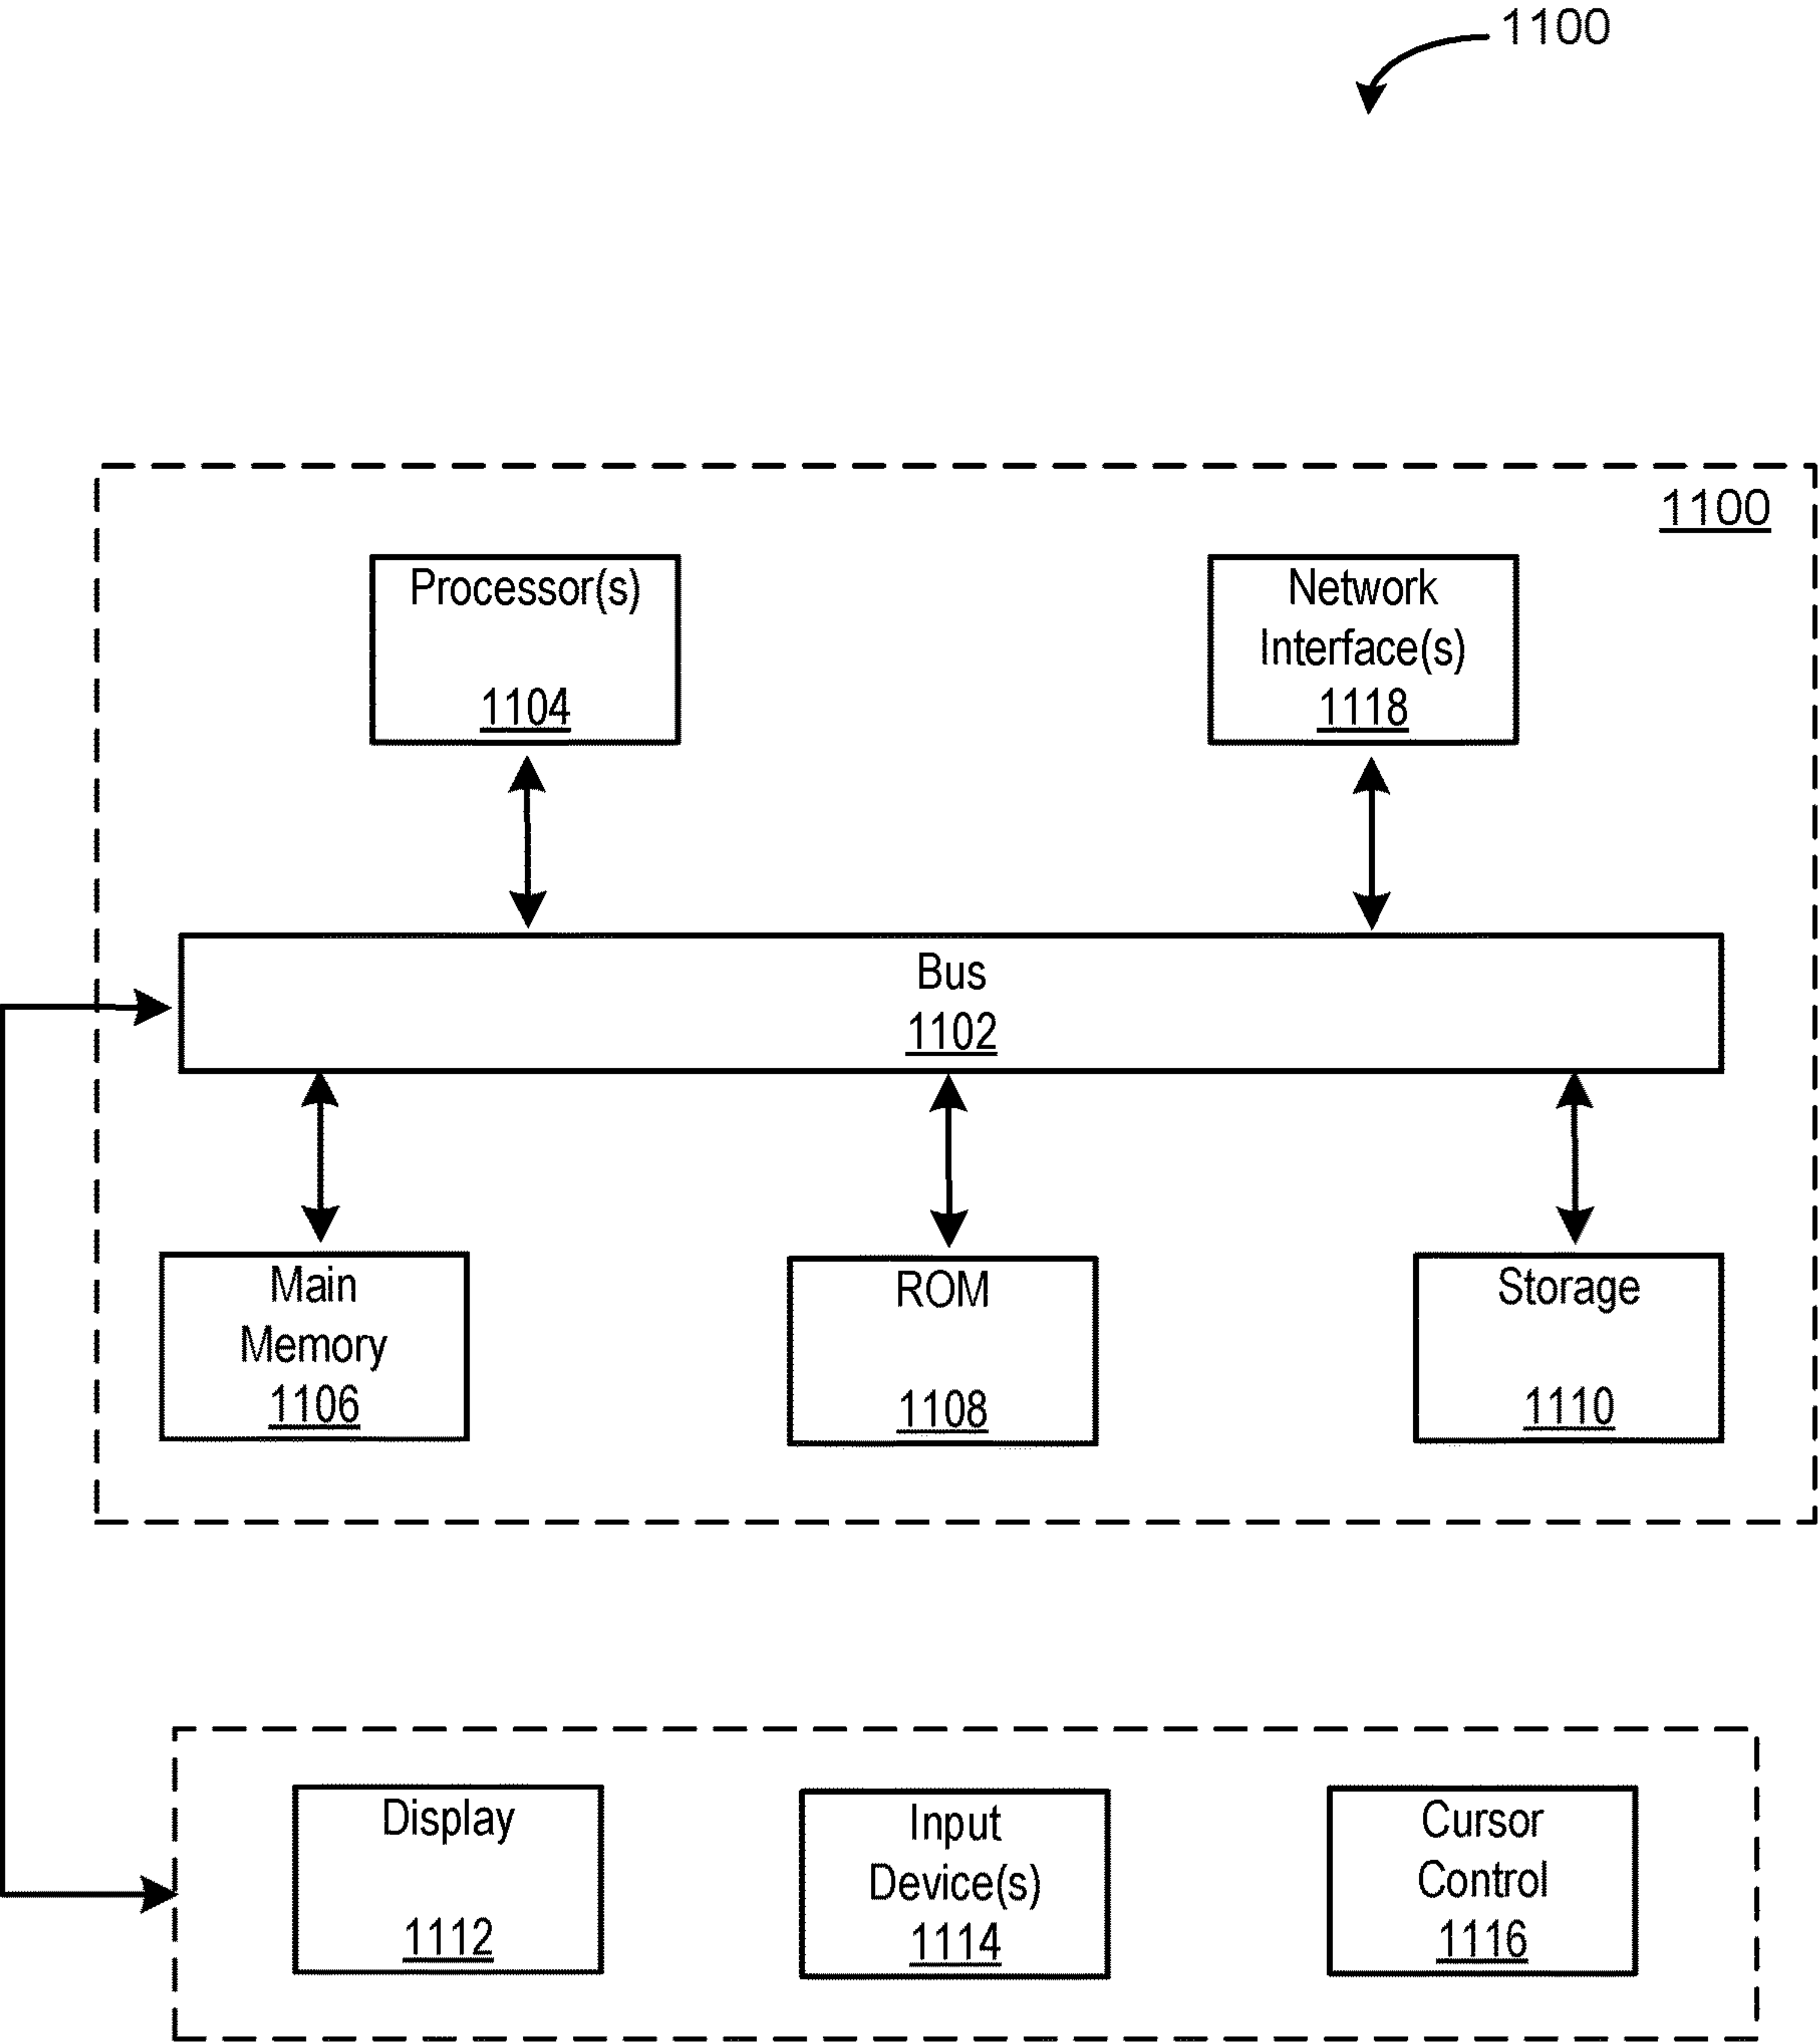 1100
1100
Processor(s)
1104
Network
Interface(s)
1118
Bus
1102
Main
Memory
1106
ROM
1108
Storage
1110
Display
1112
Input
Device(s)
1114
Cursor
Control
1116